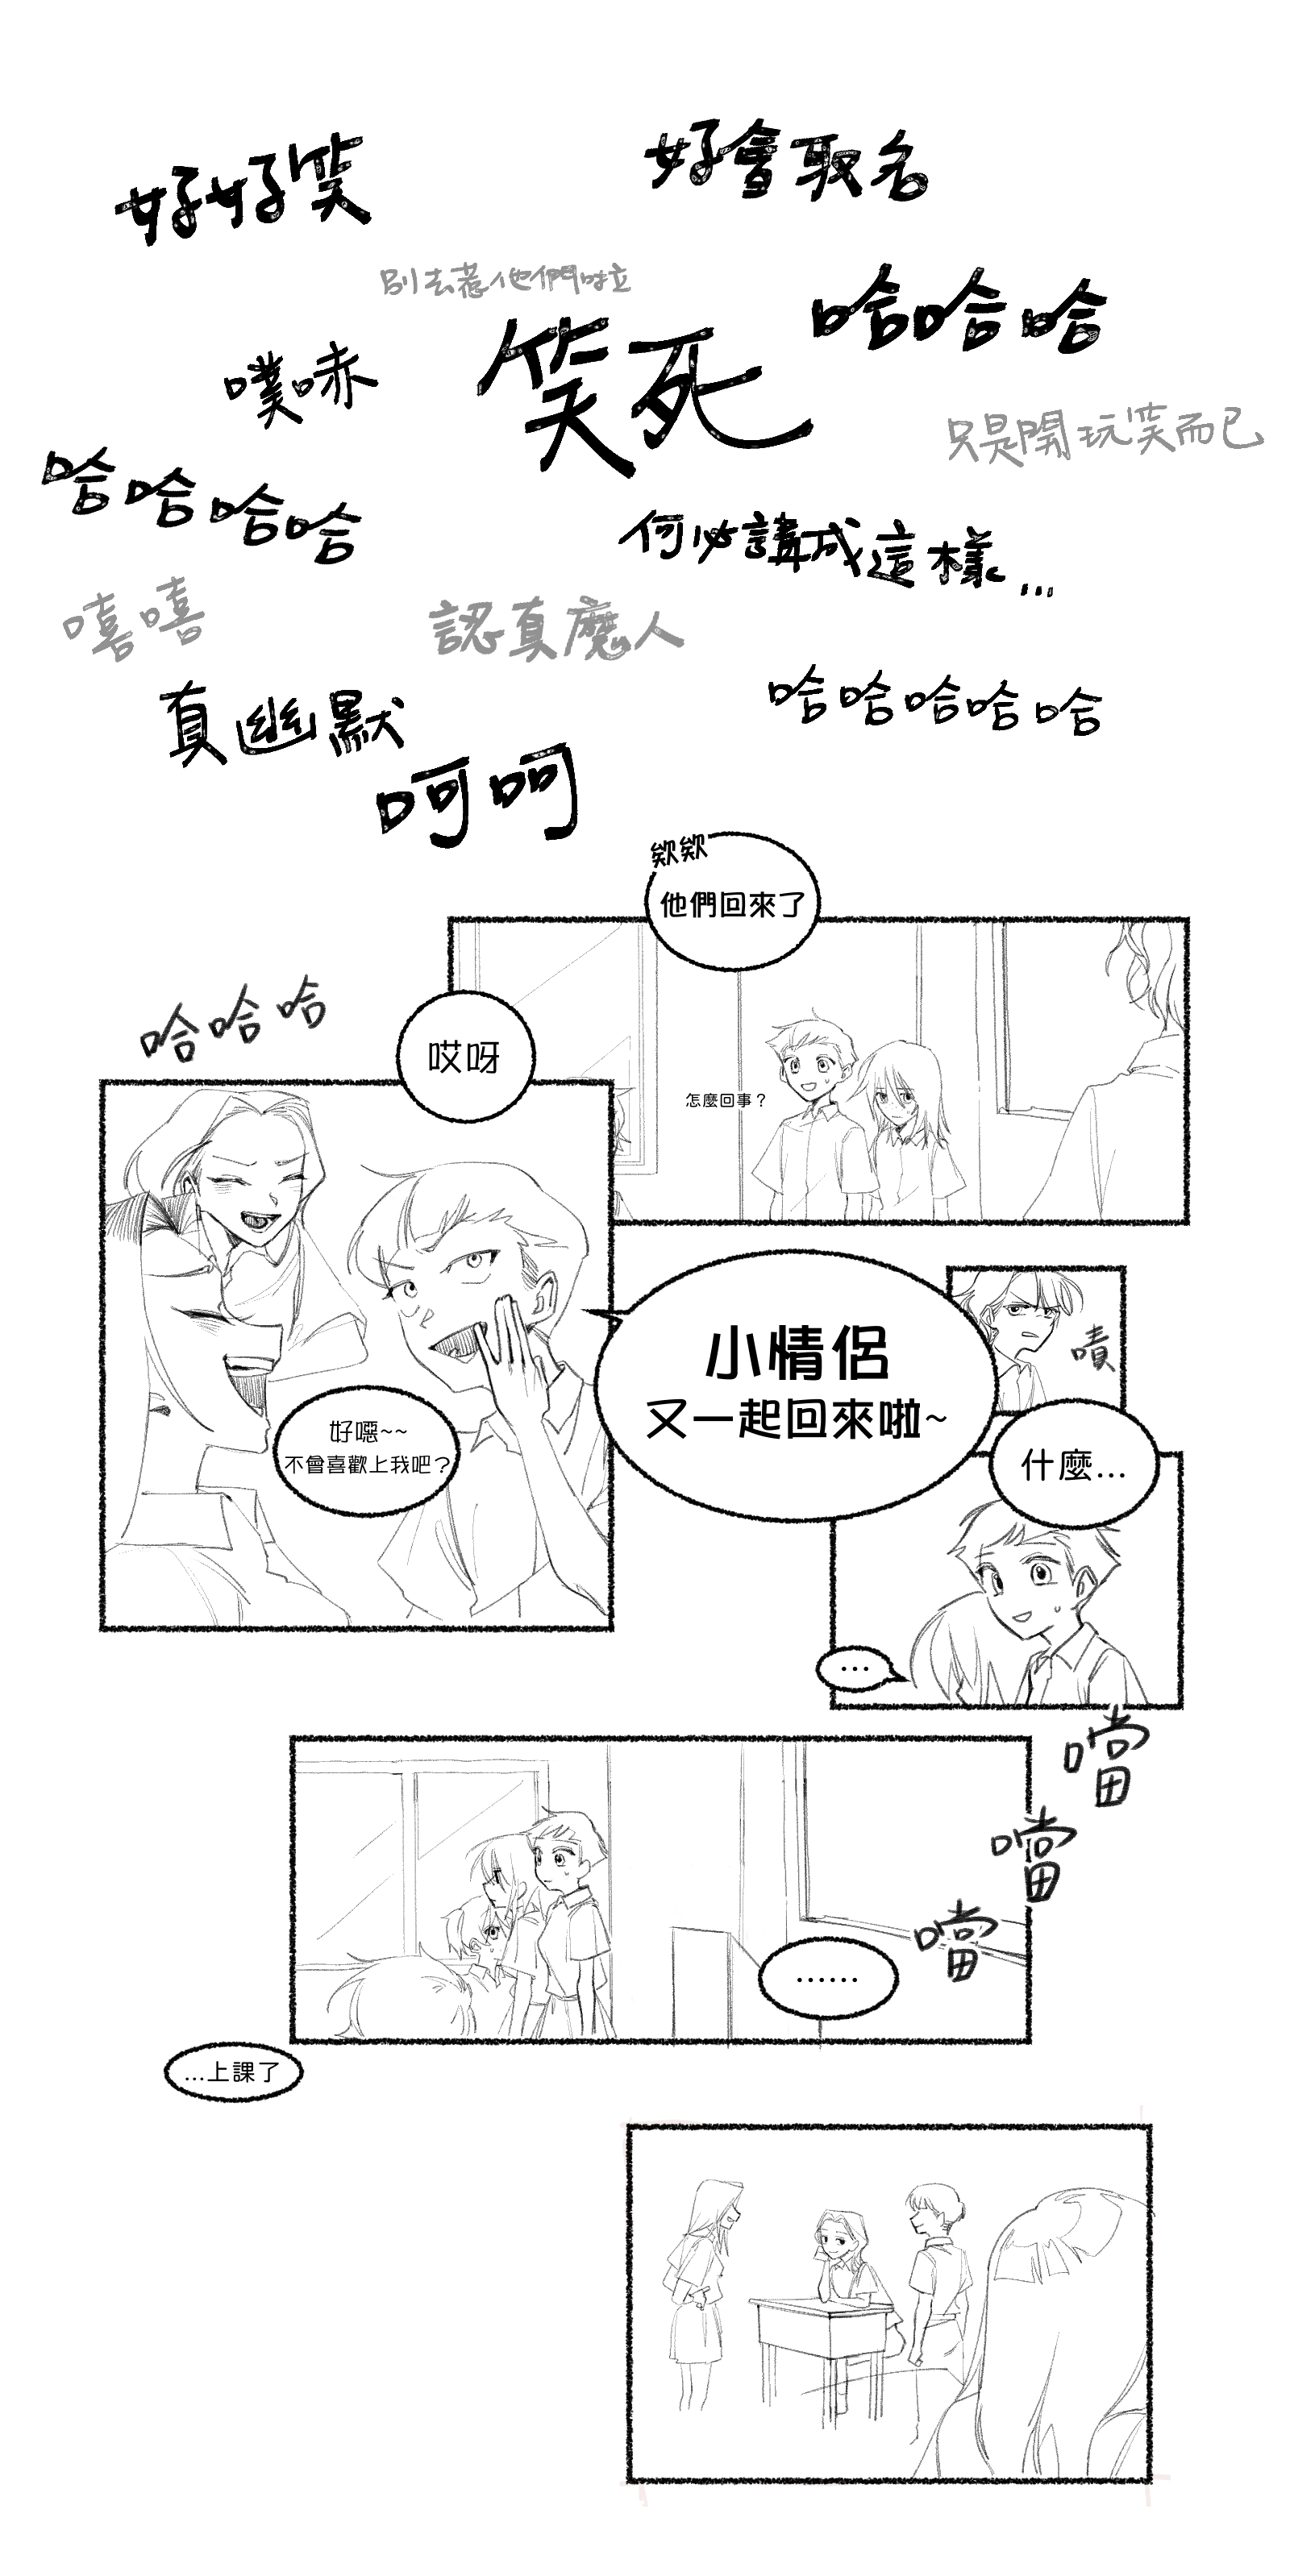 好好笑
好會取名
別去惹他們啦
哈哈哈
笑死
噗哧
只是開玩笑而已
哈哈哈哈
何必講成這樣...
嘻嘻
認真魔人
真幽默
哈哈哈哈哈
呵呵
欸欸
他們回來了
哈哈哈
哎呀
怎麼回事？
小情侶
又一起回來啦~
嘖
好噁~~
不會喜歡上我吧？
什麼...
...
噹
噹
噹
......
...上課了